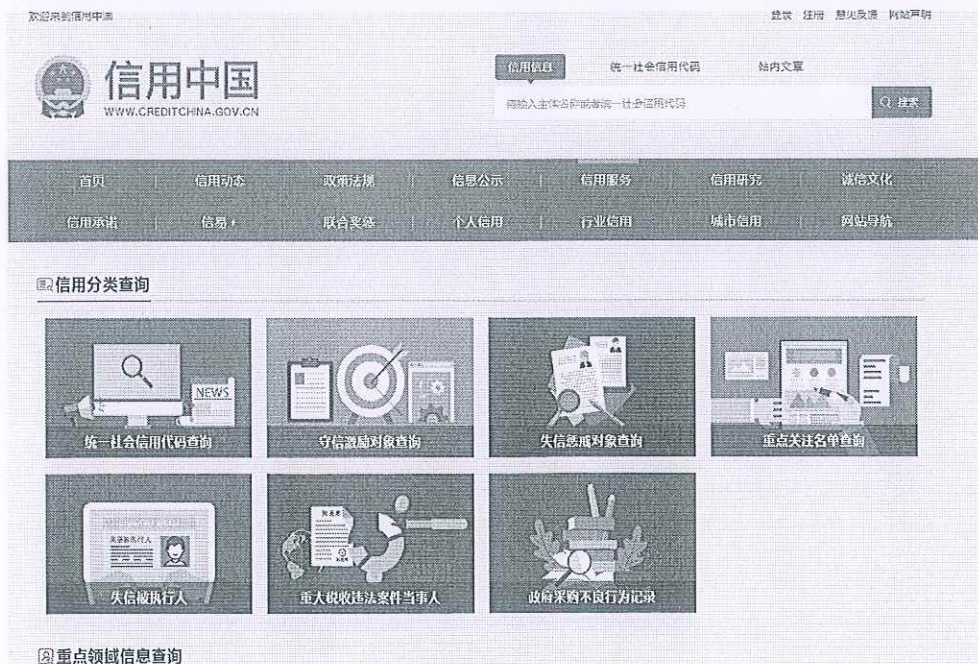 欢迎来到信用中国
登录 注册 意见反馈 网站声明
信用信息 统一社会信用代码 站内文章
信用中国
WWW.CREDITCHINA.GOV.CN
请输入主体名称或者统一社会信用代码 搜索
首页 信用动态 政策法规 信息公示 信用服务 信用研究 诚信文化
信用承诺 信易+ 联合奖惩 个人信用 行业信用 城市信用 网站导航
信用分类查询
NEWS
统一社会信用代码查询 守信激励对象查询 失信惩戒对象查询 重点关注名单查询
失信被执行人 重大税收违法案件当事人 政府采购不良行为记录
重点领域信息查询